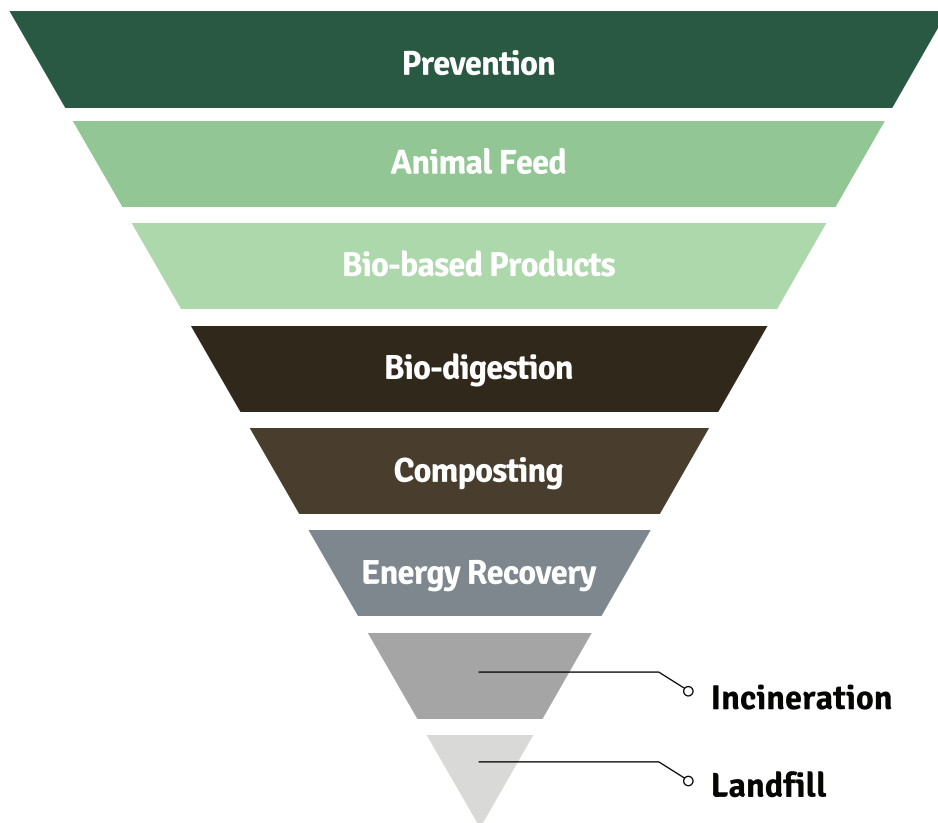 Prevention
Animal Feed
Bio-based Products
Bio-digestion
Composting
Energy Recovery
Incineration
Landfill